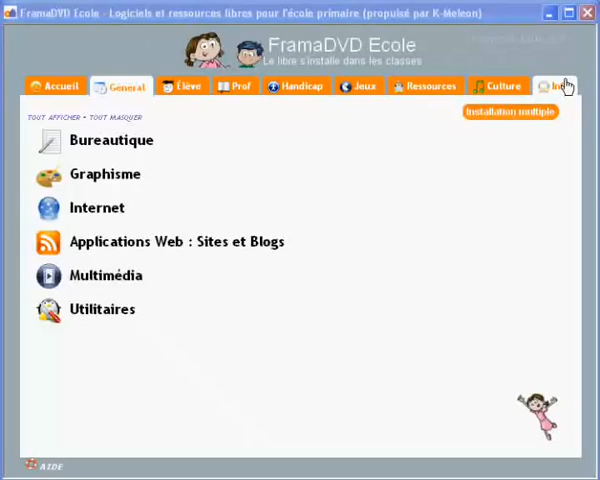 FramaDVD Ecole - Logiciels et ressources libres pour l'école primaire (propulsé par K-Meleon)
FramaDVD Ecole
Le libre s'installe dans les classes
Accueil General Élève Prof Handicap Jeux Ressources Culture
TOUT AFFICHER • TOUT MASQUER
Installation multiple
Bureautique
Graphisme
Internet
Applications Web : Sites et Blogs
Multimédia
Utilitaires
AIDE